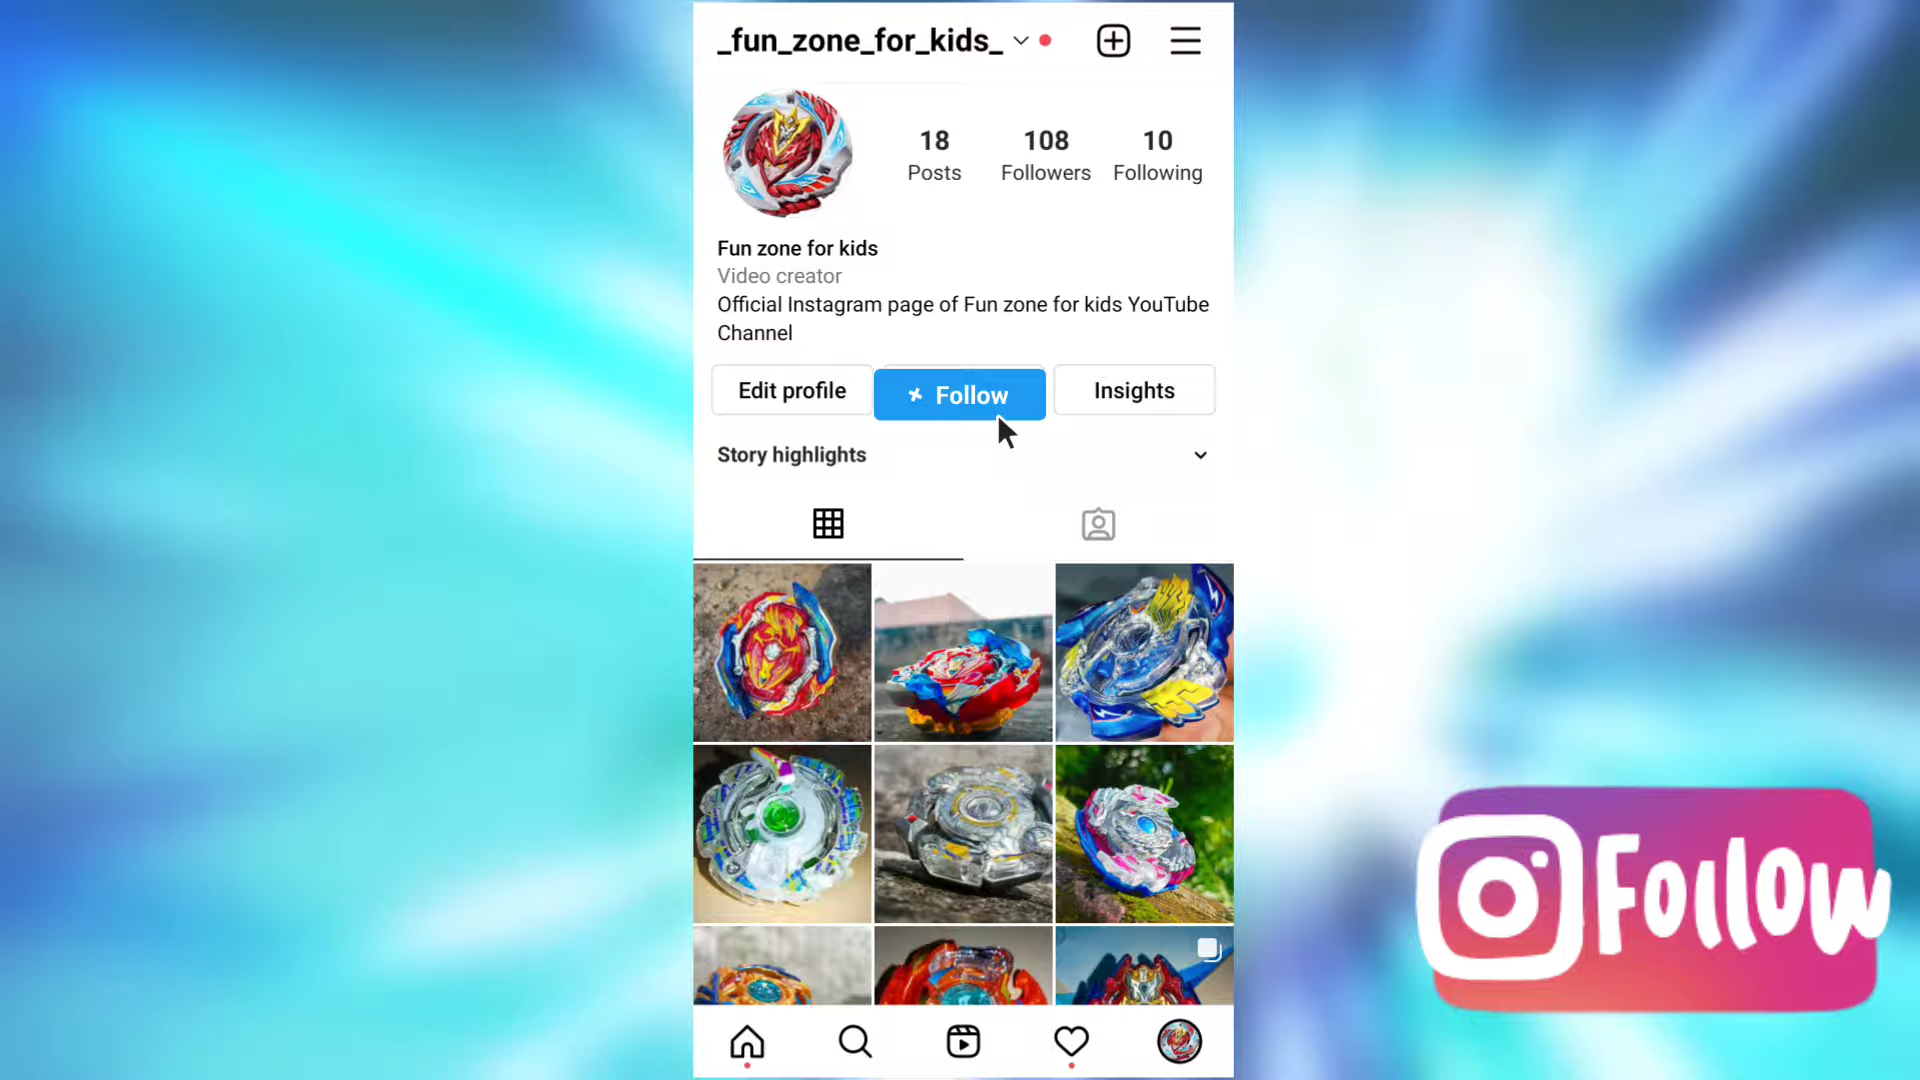 _fun_zone_for_kids_
18 108 10
Posts Followers Following
Fun zone for kids
Video creator
Official Instagram page of Fun zone for kids YouTube
Channel
Edit profile Follow Insights
Story highlights
Follow